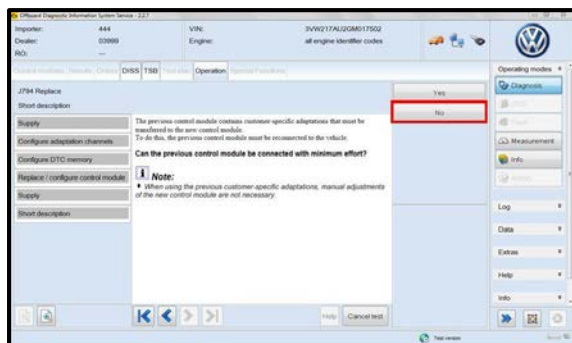 Offboard Diagnostic Information System Service - 2.2.7
Importer: 444 VIN: 3VW217AU2GM017502
Dealer: 03999 Engine: all engine identifier codes
RO: ---
DISS TSB Operation
Operating modes
J794 Replace
Short description
Supply
Configure adaptation channels
Configure DTC memory
Replace / configure control module
Supply
Short description
The previous control module contains customer-specific adaptations that must be
transferred to the new control module.
To do this, the previous control module must be reconnected to the vehicle.
Can the previous control module be connected with minimum effort?
Note:
When using the previous customer-specific adaptations, manual adjustments
of the new control module are not necessary.
Yes
No
Diagnosis
Measurement
Info
Log
Data
Extras
Help
Info
Help
Cancel test
Test version